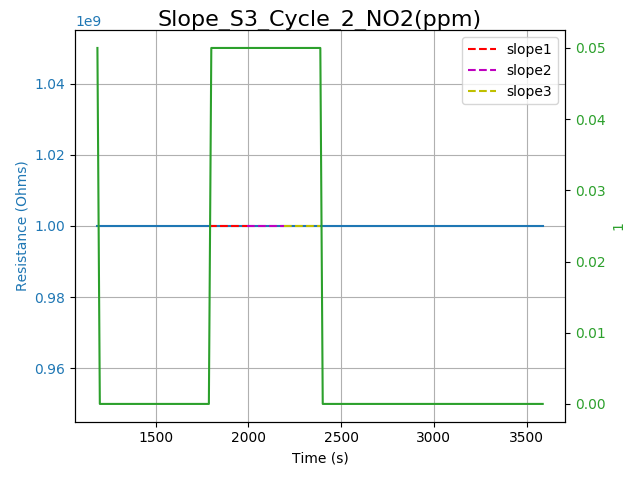 Slope_S3_Cycle_2_NO2(ppm)
1e9
slope1
slope2
slope3
1.04
1.02
1.00
0.98
0.96
Resistance (Ohms)
0.05
0.04
0.03
0.02
0.01
0.00
1
1500
2000
2500
3000
3500
Time (s)